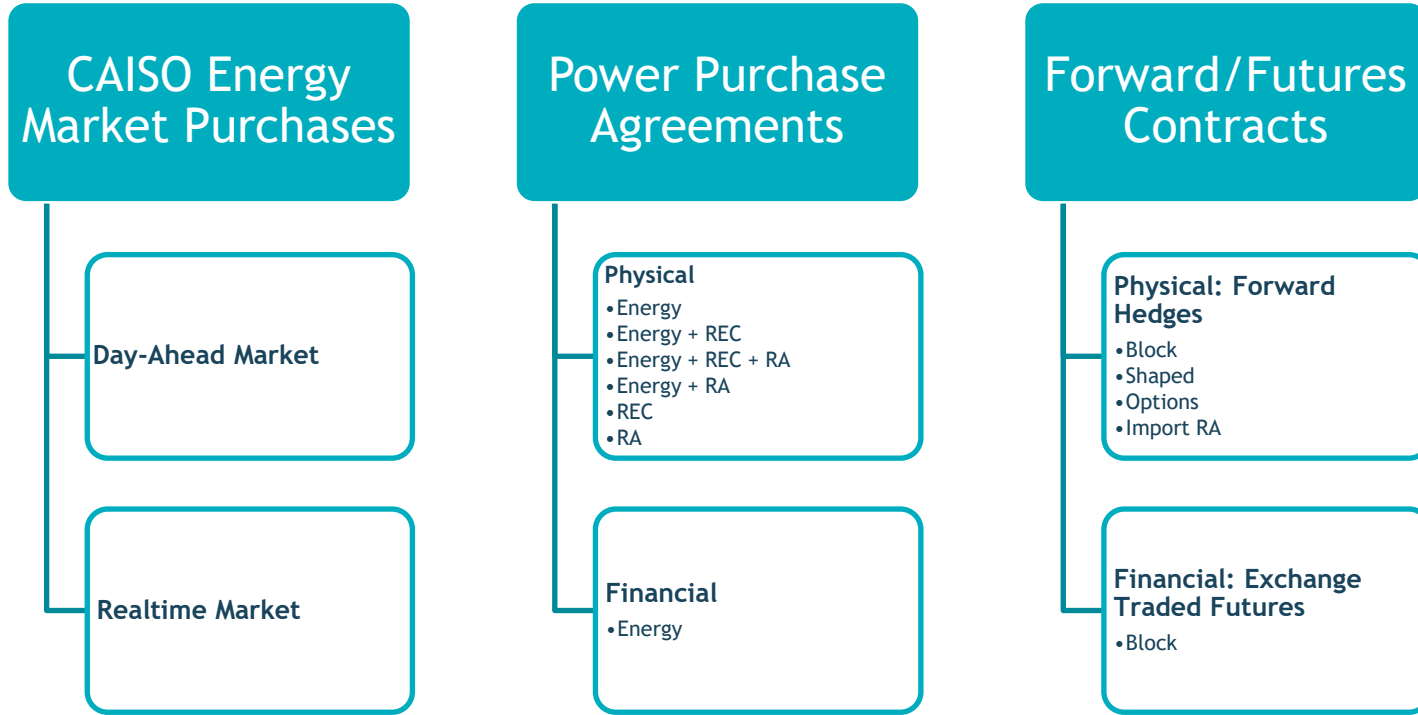 CAISO Energy
Market Purchases
Day-Ahead Market
Realtime Market
Power Purchase
Agreements
Physical
•Energy
•Energy + REC
•Energy + REC + RA
•Energy + RA
•REC
•RA
Financial
•Energy
Forward/Futures
Contracts
Physical: Forward
Hedges
•Block
•Shaped
•Options
•Import RA
Financial: Exchange
Traded Futures
•Block